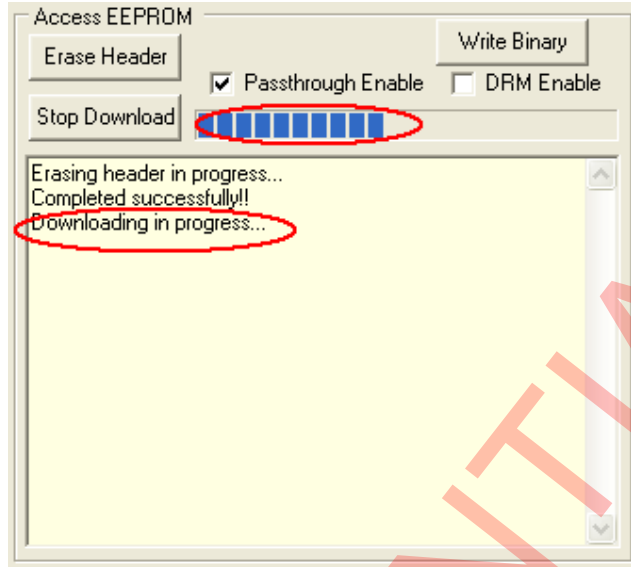 Access EEPROM
Erase Header
Write Binary
Passthrough Enable
DRM Enable
Stop Download
Erasing header in progress...
Completed successfully!!
Downloading in progress...